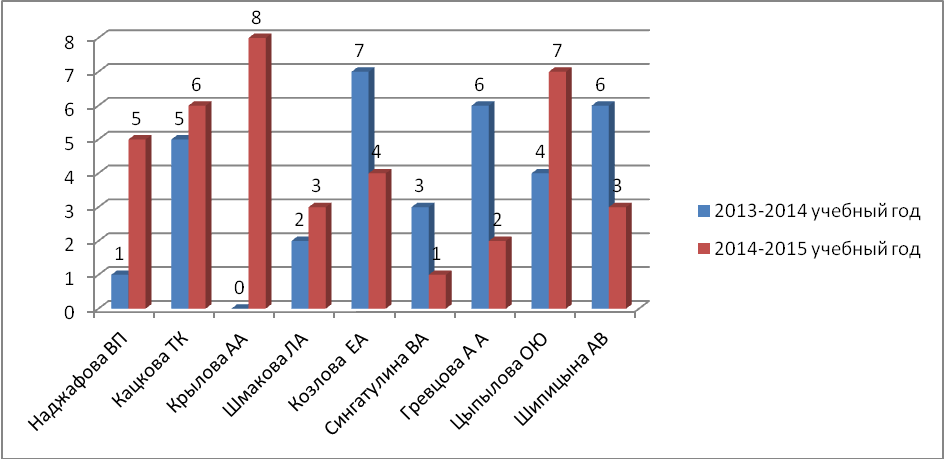 8
7
6
5
4
3
2
1
0
1 5 0 2 7 3 6 4 6
5 6 8 3 4 1 2 7 3
Наджафова ВП
Кацкова ТК
Крылова АА
Шмакова ЛА
Козлова ЕА
Сингатулина ВА
Гревцова А А
Цыпылова ОЮ
Шипицына АВ
2013-2014 учебный год
2014-2015 учебный год